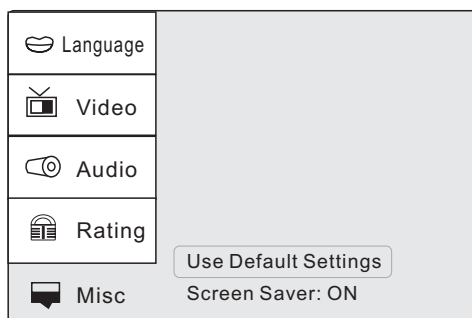 Language
Video
Audio
Rating
Use Default Settings
Misc
Screen Saver: ON